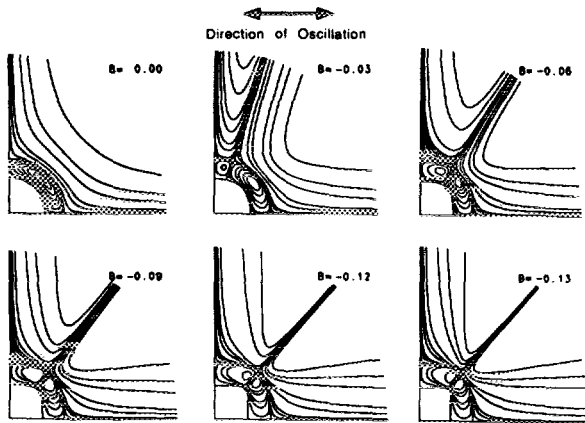 Direction of Oscillation
B= 0.00
B= -0.03
B= -0.06
B= -0.09
B= -0.12
B= -0.13